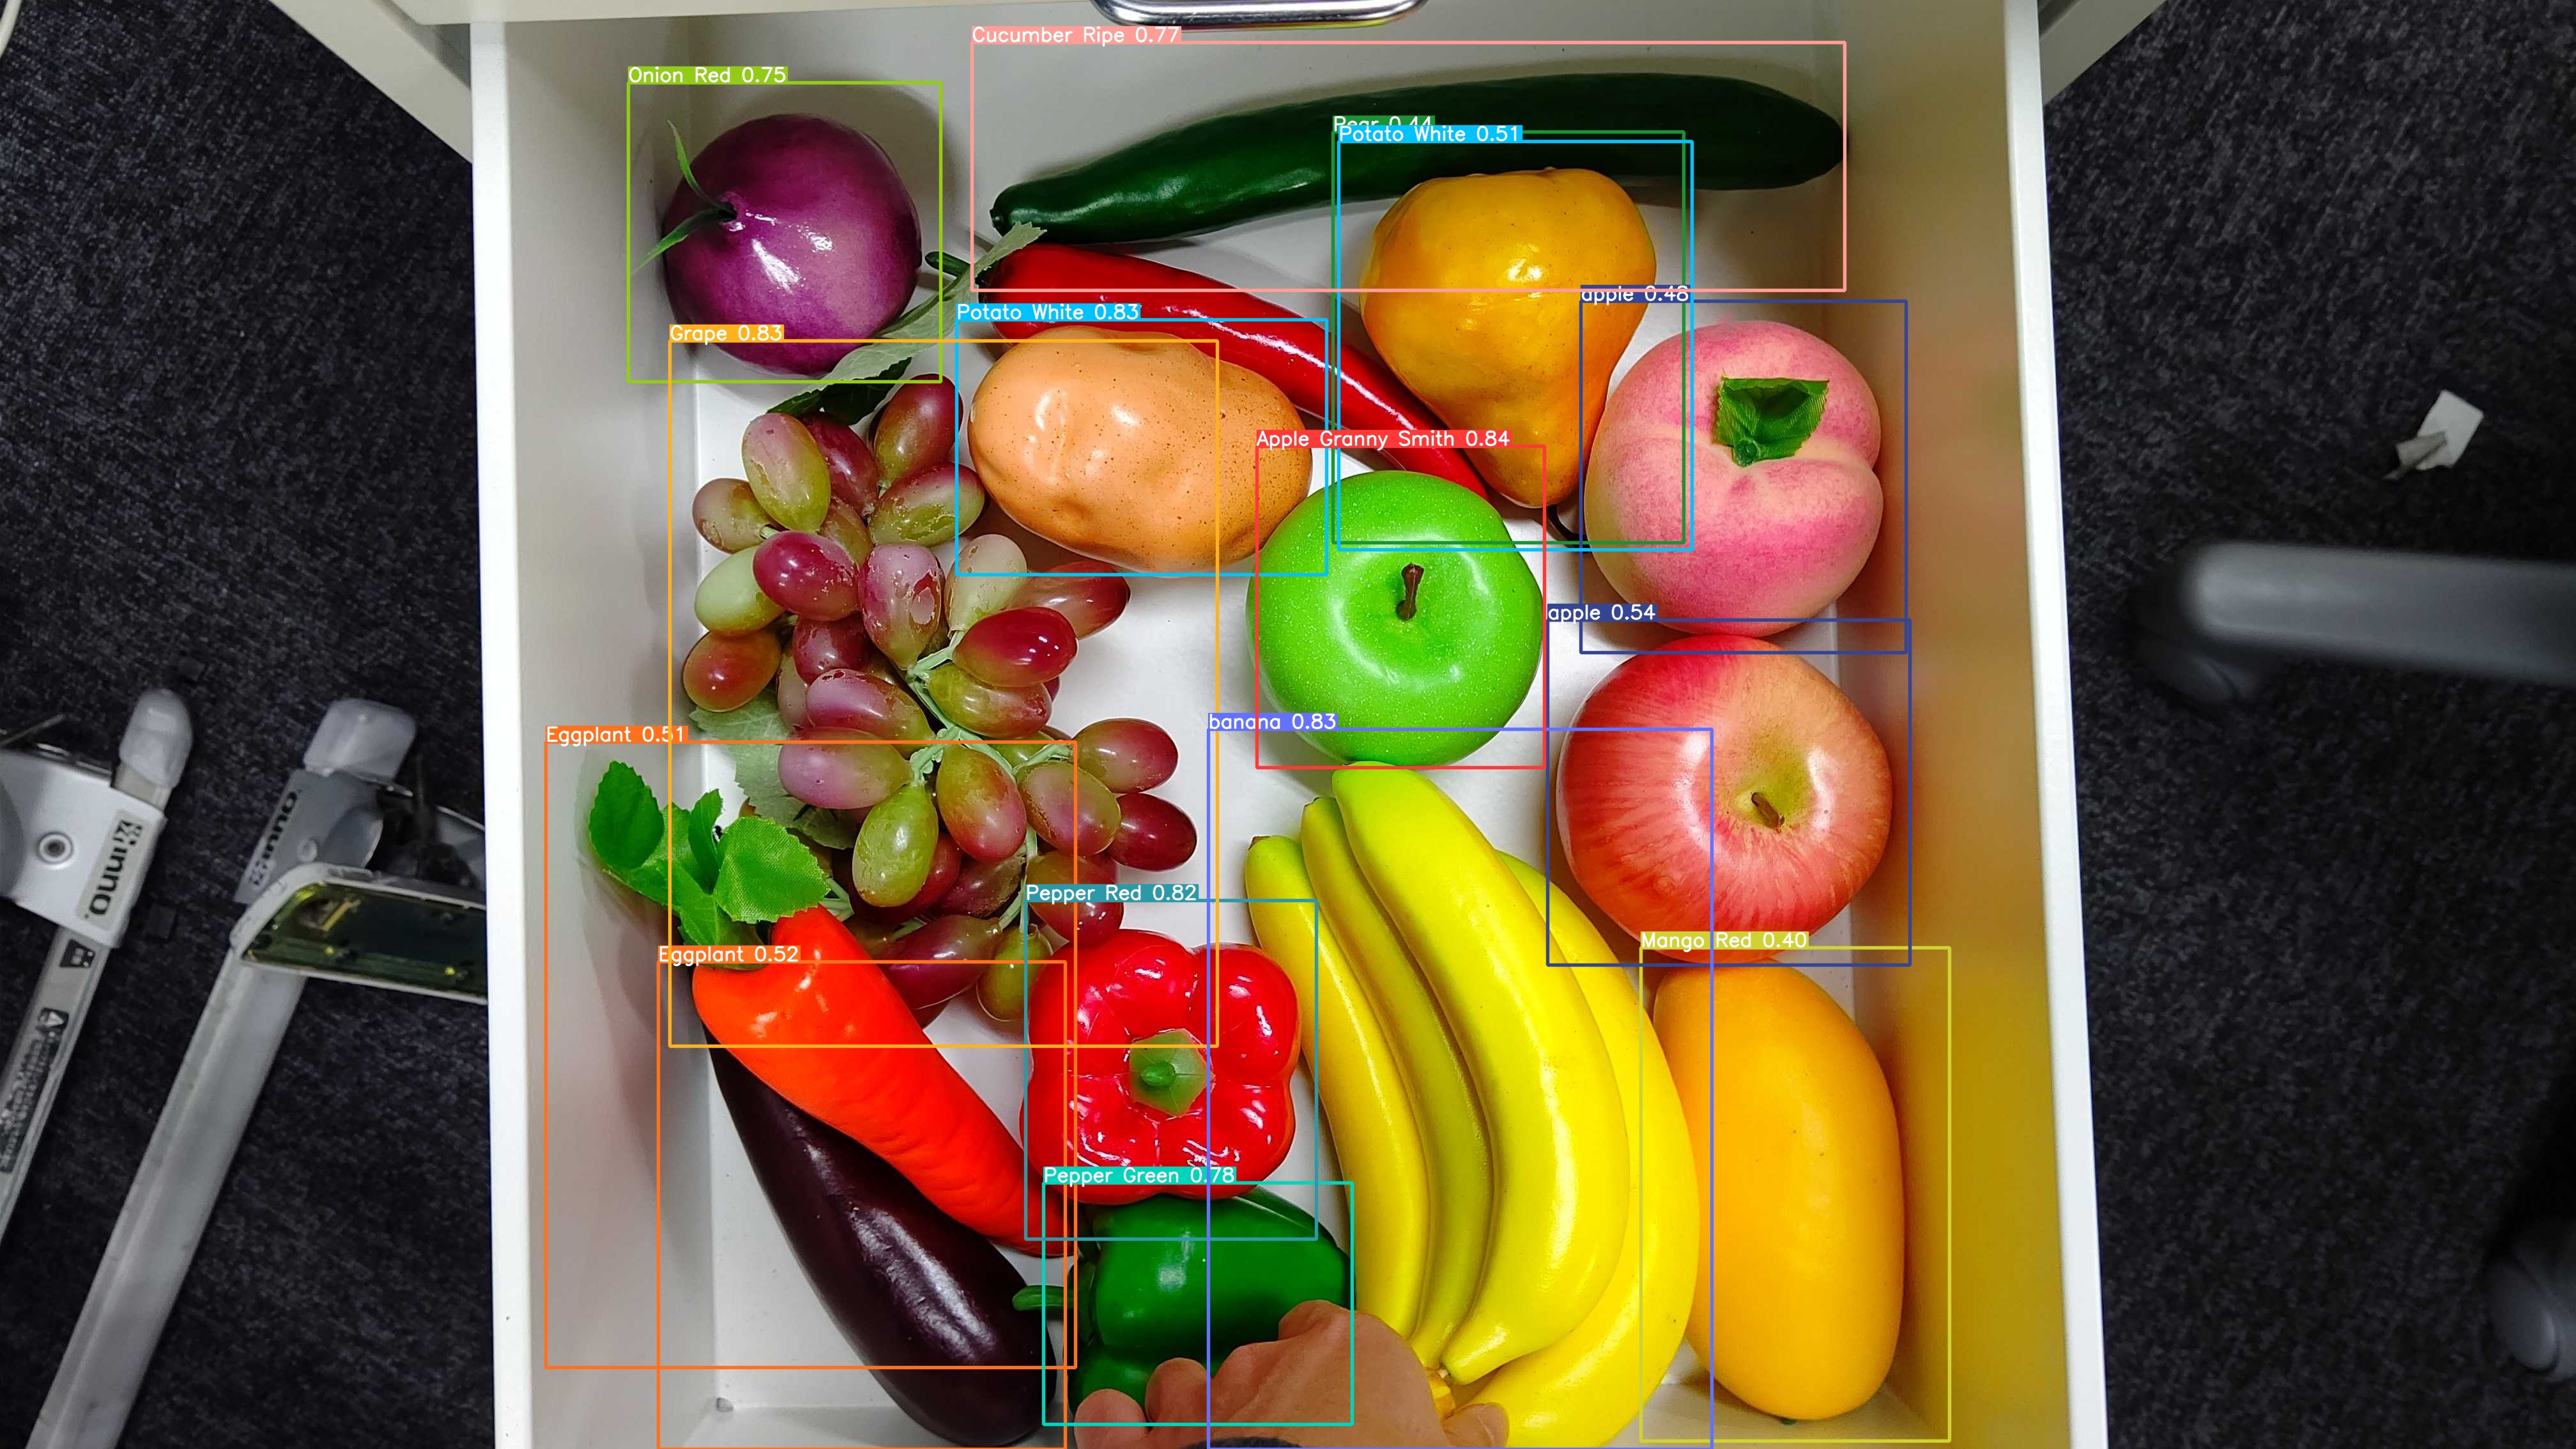 Cucumber Ripe 0.77
Onion Red 0.75
Pear 0.44
Potato White 0.51
apple 0.48
Potato White 0.83
Grape 0.83
Apple Granny Smith 0.84
apple 0.54
banana 0.83
Eggplant 0.51
Pepper Red 0.82
Mango Red 0.40
Eggplant 0.52
Pepper Green 0.78